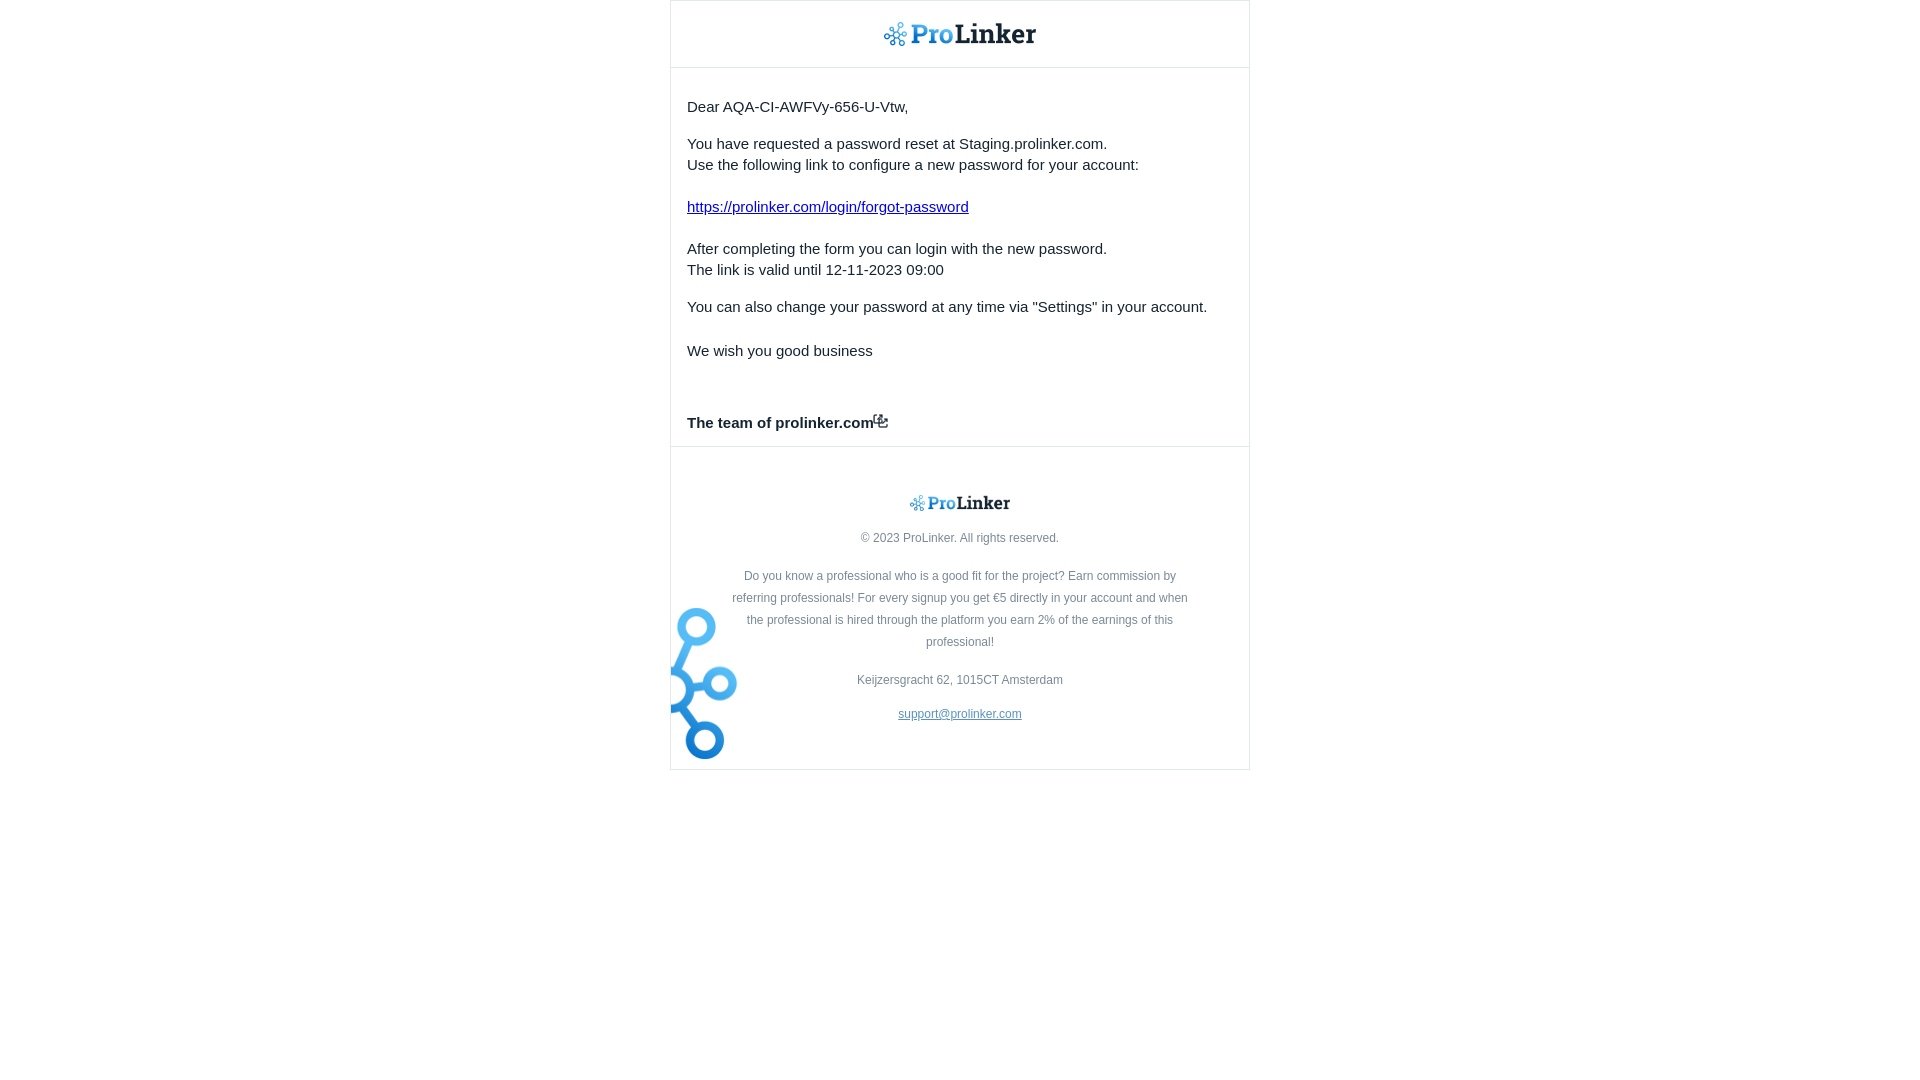 ProLinker
Dear AQA-CI-AWFVy-656-U-Vtw,
You have requested a password reset at Staging.prolinker.com.
Use the following link to configure a new password for your account:
https://prolinker.com/login/forgot-password
After completing the form you can login with the new password.
The link is valid until 12-11-2023 09:00
You can also change your password at any time via "Settings" in your account.
We wish you good business
The team of prolinker.com
ProLinker
© 2023 ProLinker. All rights reserved.
Do you know a professional who is a good fit for the project? Earn commission by
referring professionals! For every signup you get €5 directly in your account and when
the professional is hired through the platform you earn 2% of the earnings of this
professional!
Keijzersgracht 62, 1015CT Amsterdam
support@prolinker.com